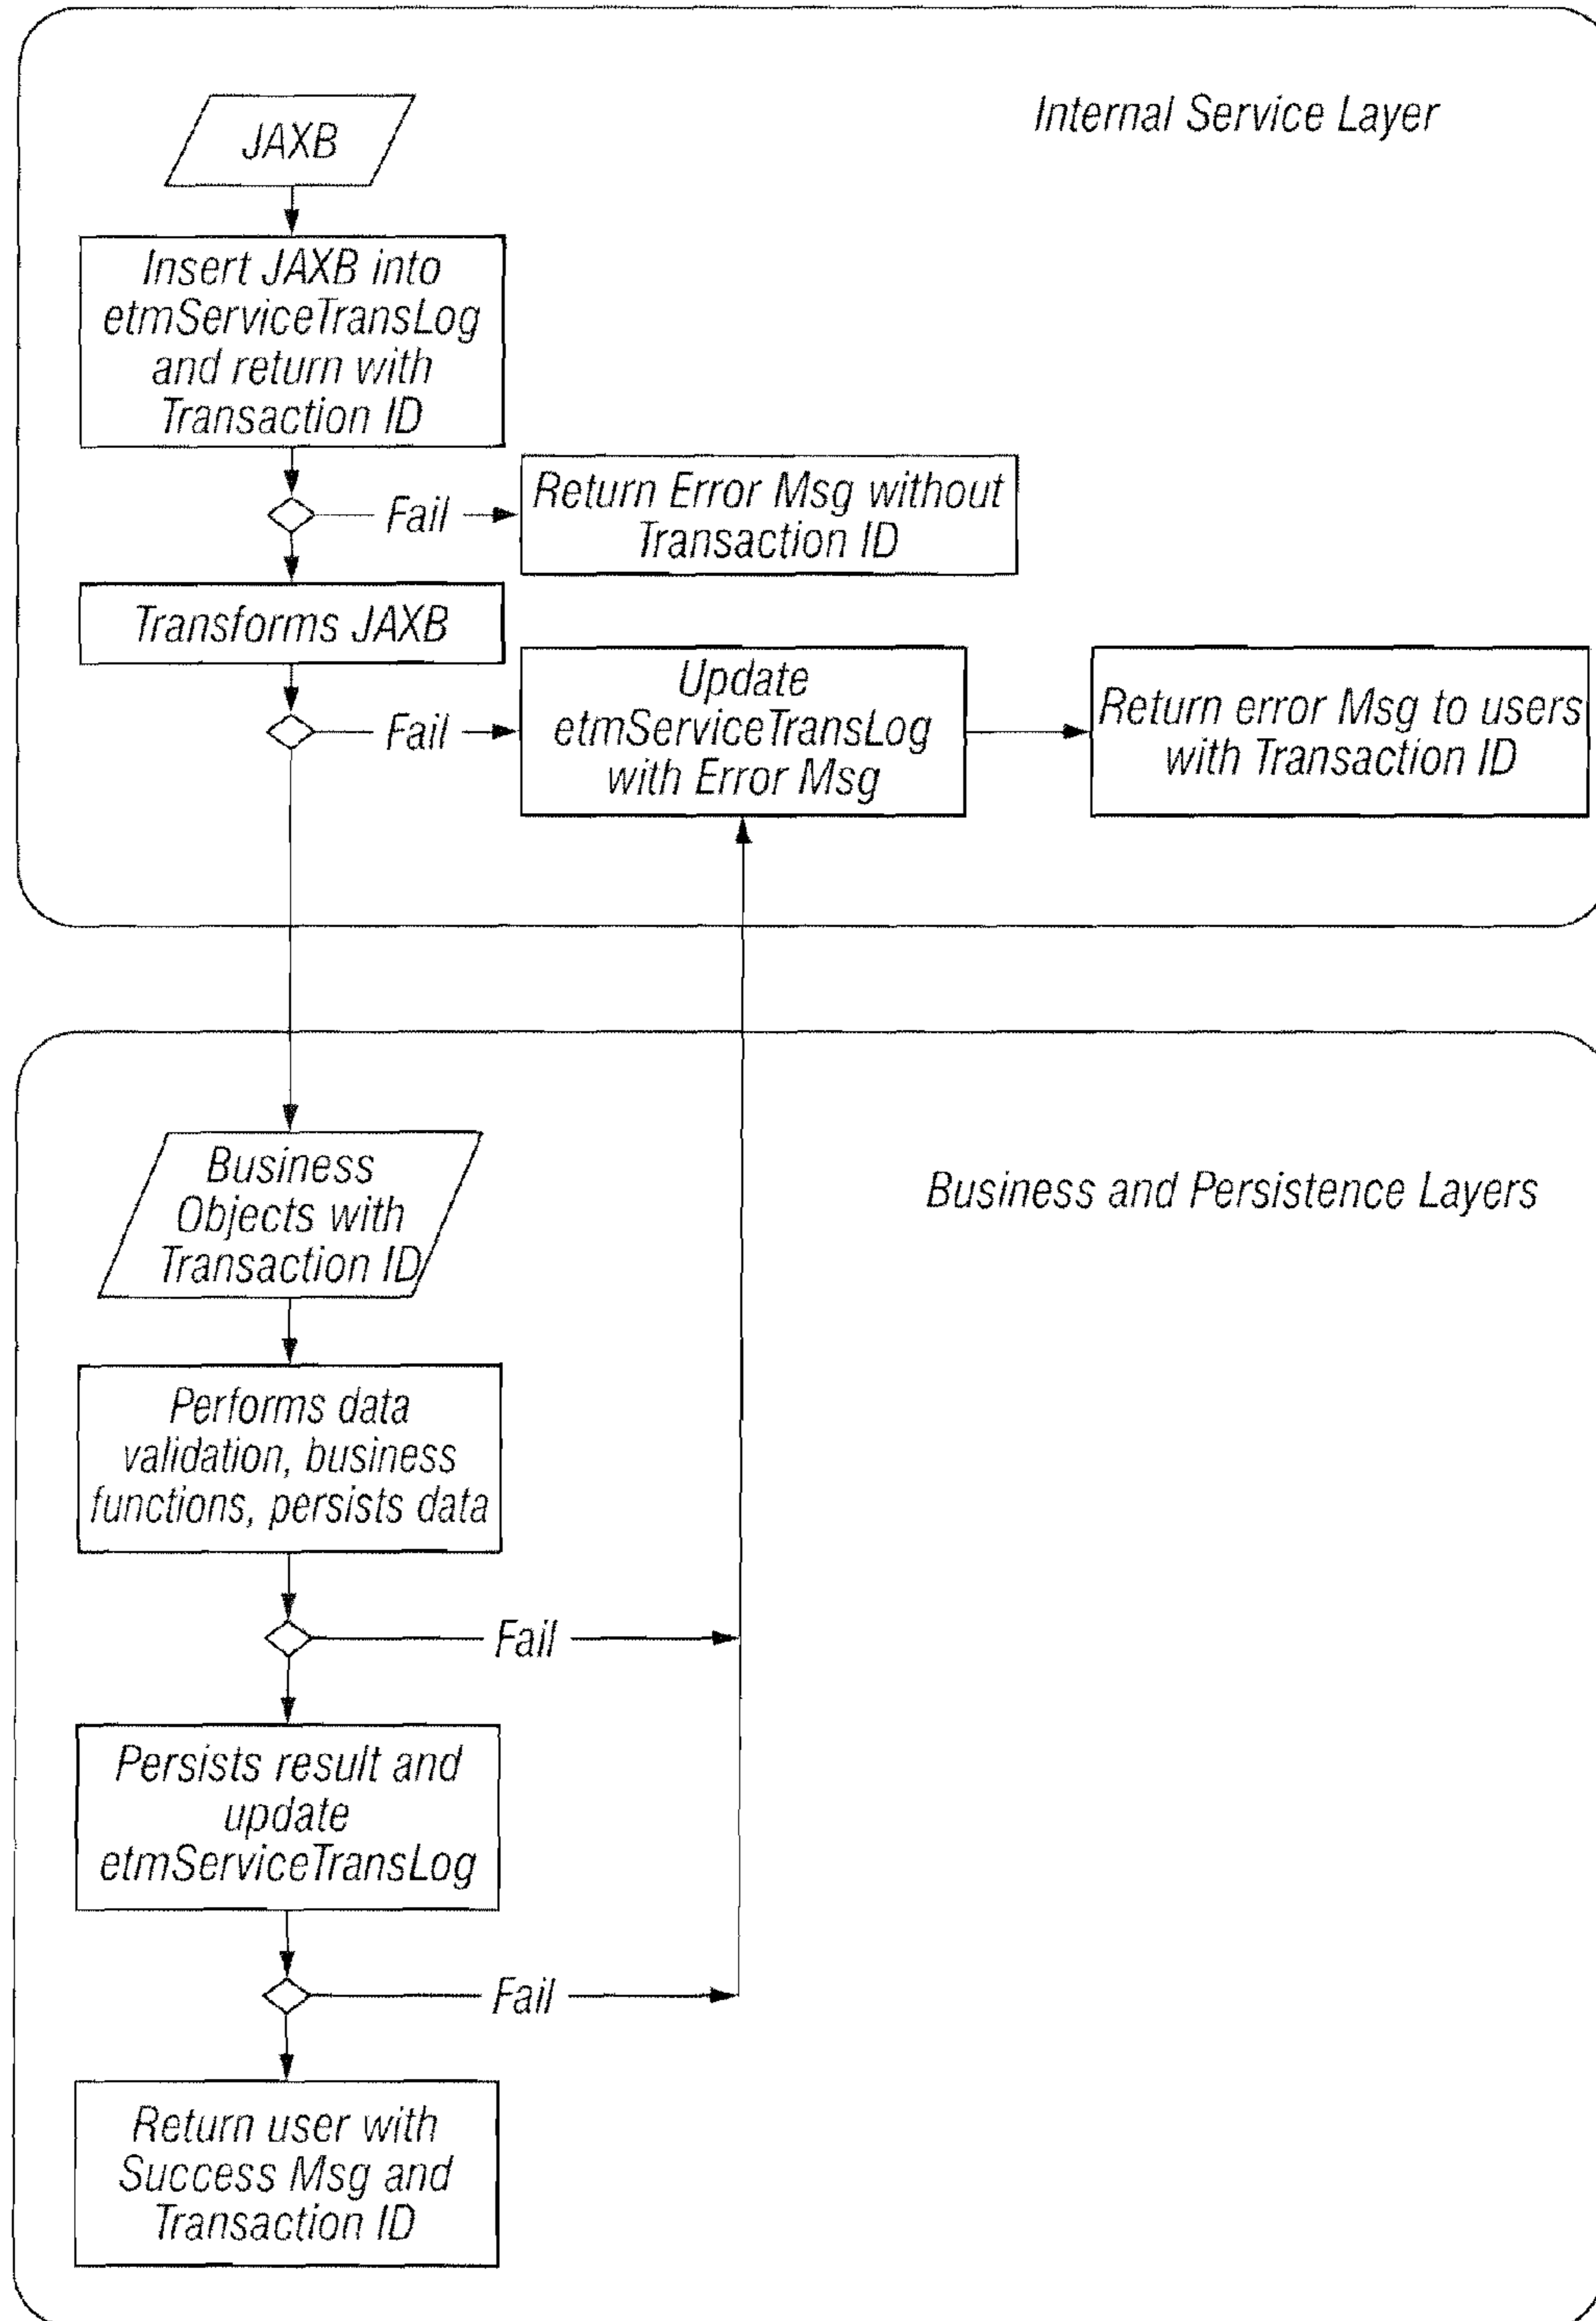 Internal Service Layer
JAXB
Insert JAXB into
etmServiceTransLog
and return with
Transaction ID
Fail
Return Error Msg without
Transaction ID
Transforms JAXB
Fail
Update
etmServiceTransLog
with Error Msg
Return error Msg to users
with Transaction ID
Business and Persistence Layers
Business
Objects with
Transaction ID
Performs data
validation, business
functions, persists data
Fail
Persists result and
update
etmServiceTransLog
Fail
Return user with
Success Msg and
Transaction ID